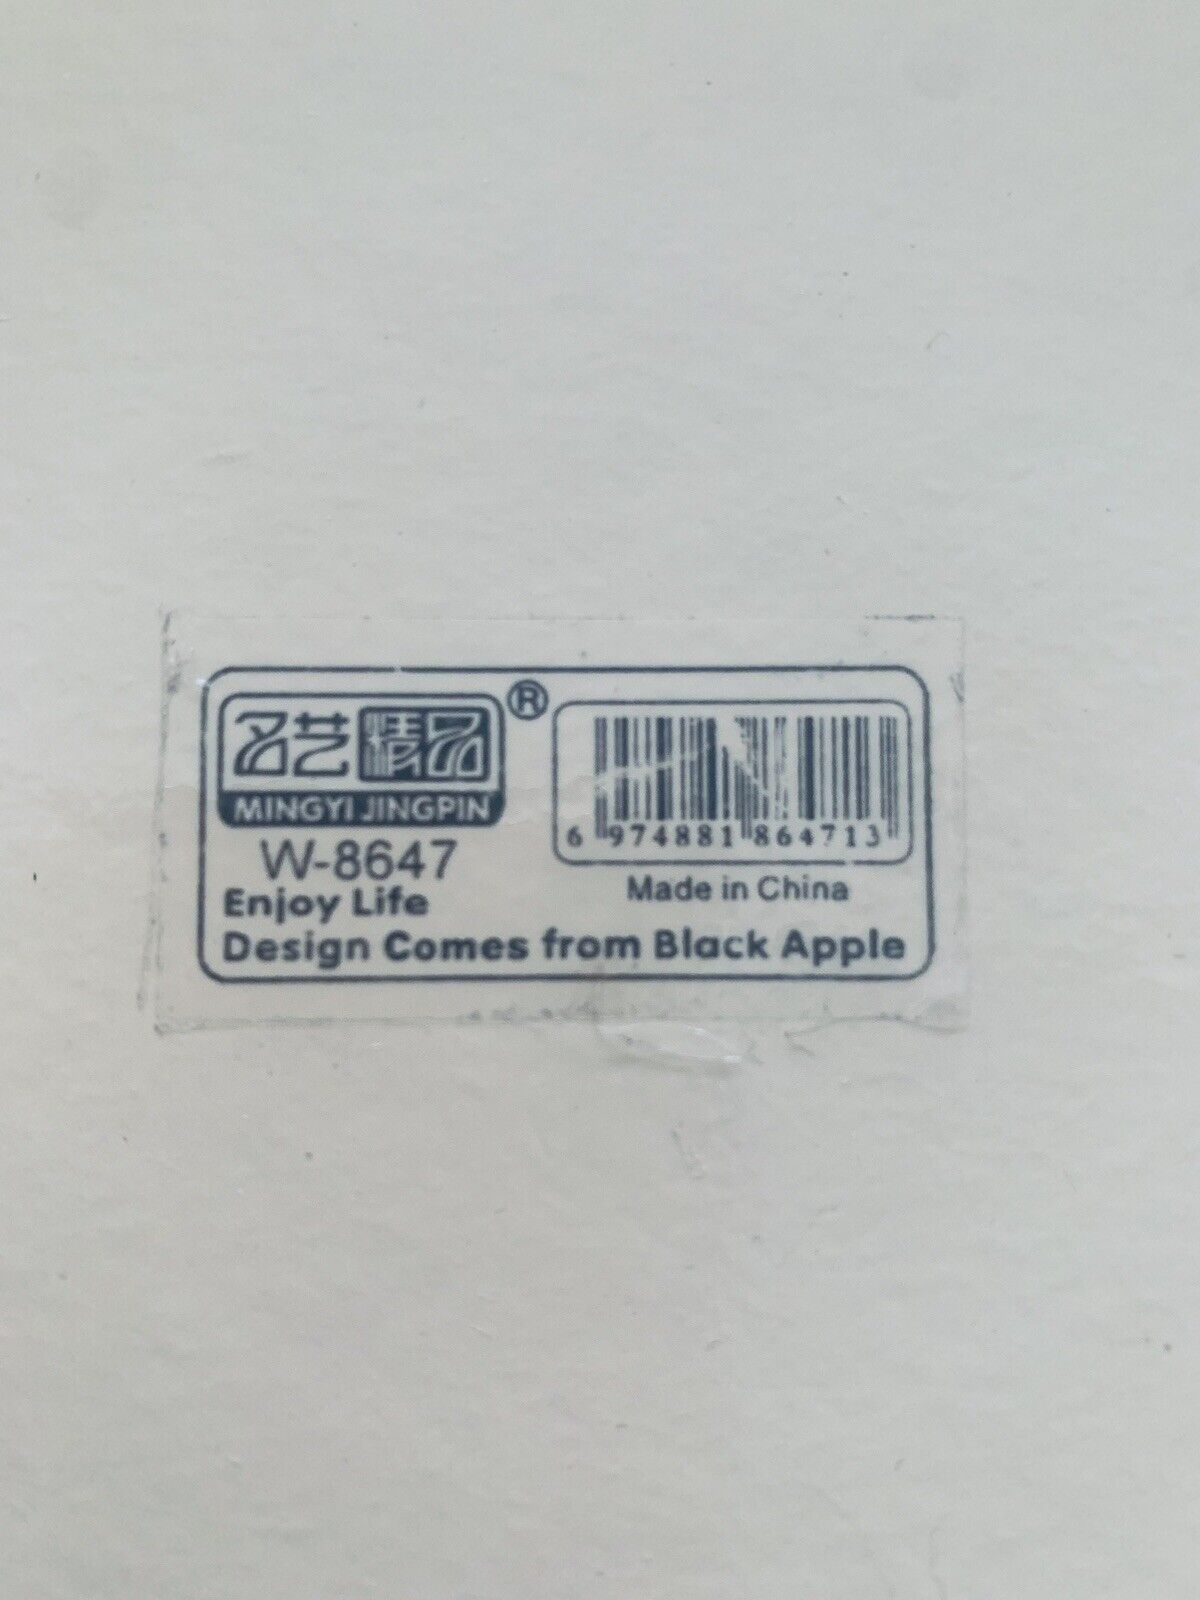 名艺精品 ®
MINGYI JINGPIN
W-8647
6 974881 864713
Made in China
Enjoy Life
Design Comes from Black Apple